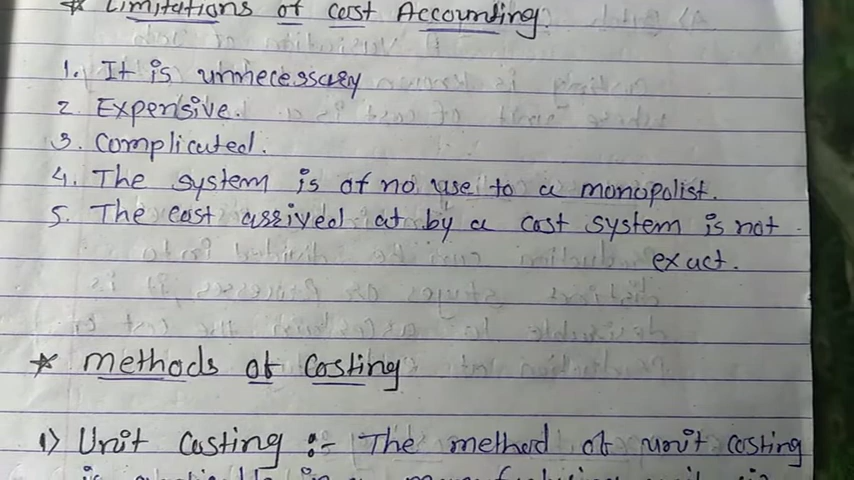 * Limitations of cost Accounting
1. It is unnecessary
2. Expensive.
3. Complicated.
4. The system is of no use to a monopolist.
5. The cost arrived at by a cost system is not
exact.
* methods of Costing
1) Unit Costing :- The method of unit costing
is